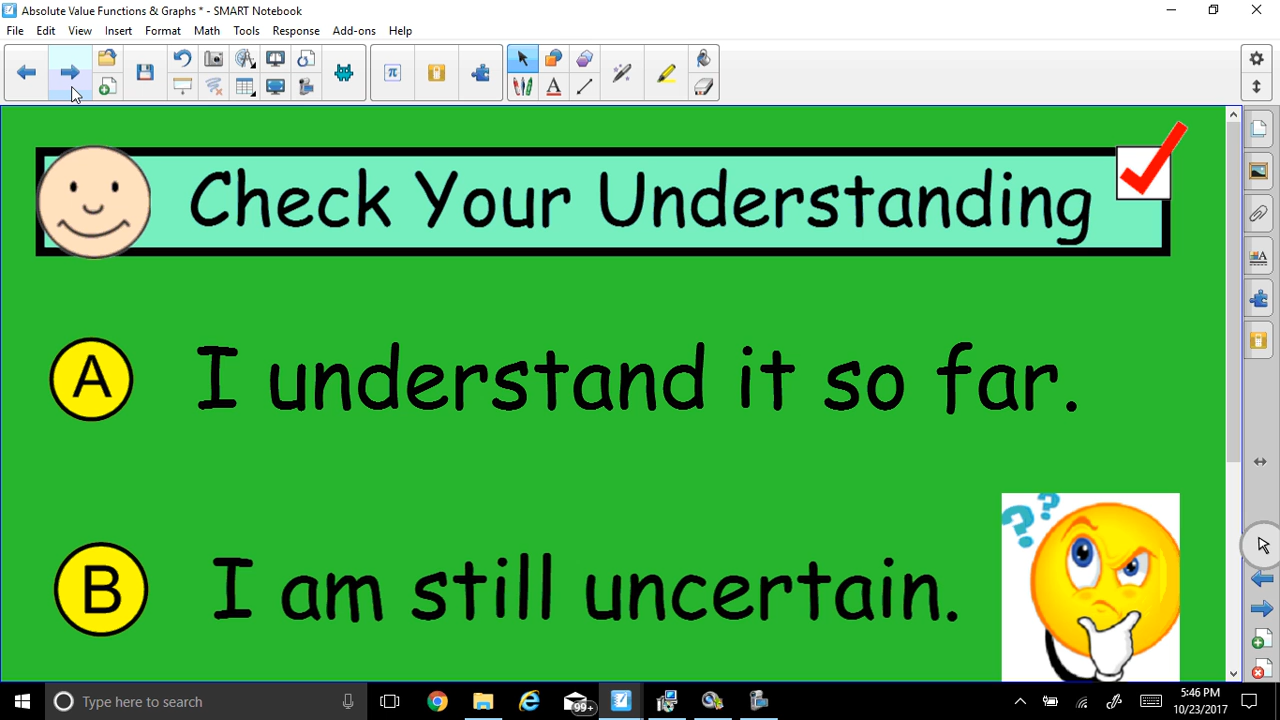 Absolute Value Functions & Graphs * - SMART Notebook
File Edit View Insert Format Math Tools Response Add-ons Help
π
A
Check Your Understanding
A I understand it so far.
? ?
B I am still uncertain.
Type here to search
99+
5:46 PM
10/23/2017